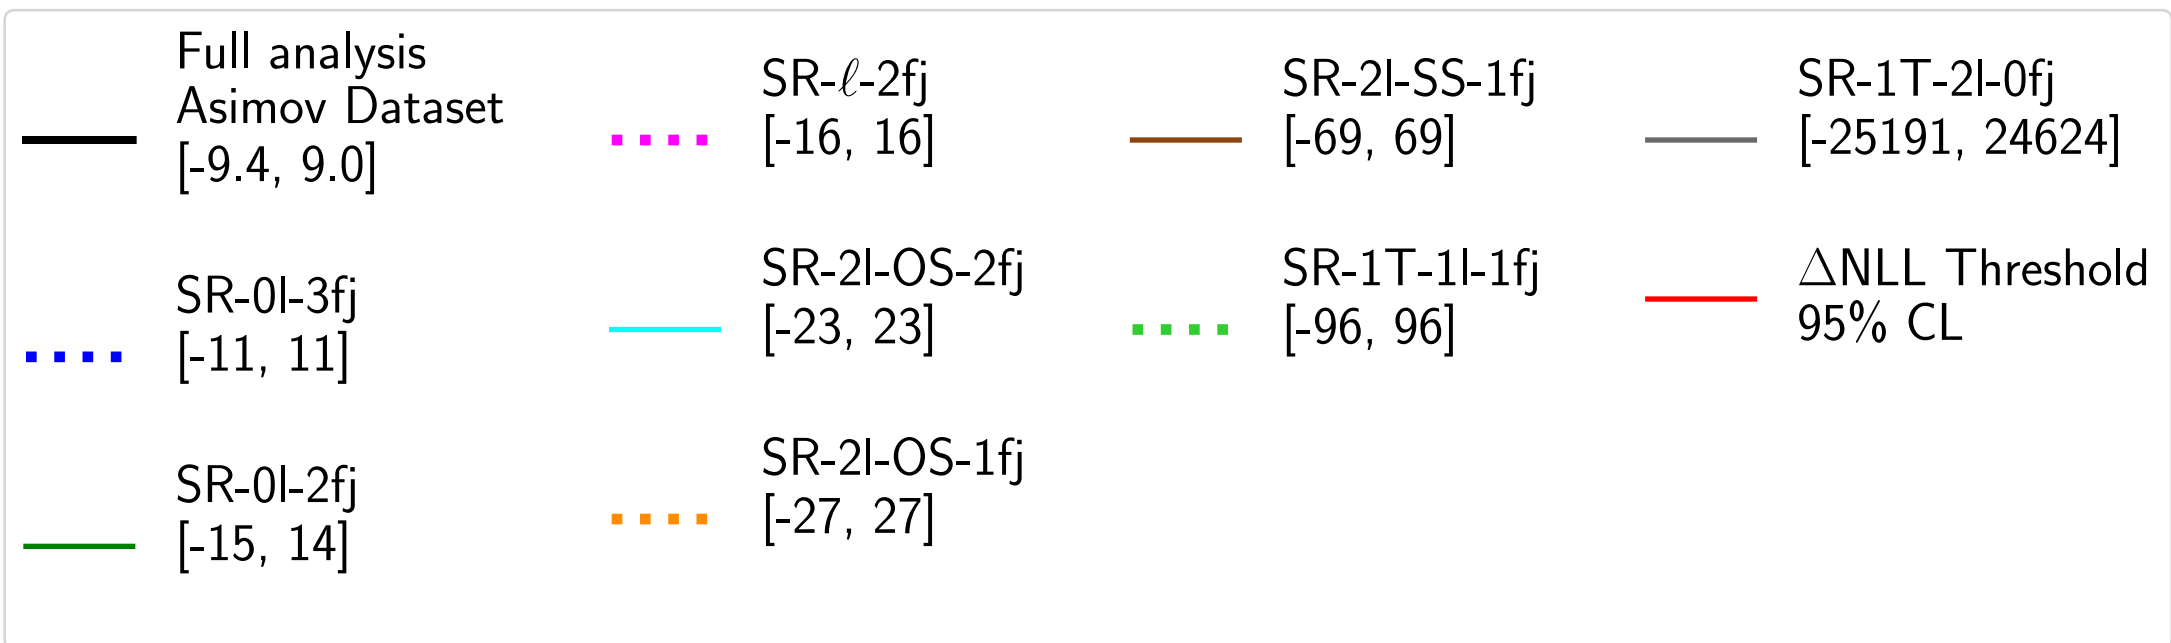 Full analysis
Asimov Dataset
[-9.4, 9.0]
SR-0l-3fj
[-11, 11]
SR-0l-2fj
[-15, 14]
SR-ℓ-2fj
[-16, 16]
SR-2l-OS-2fj
[-23, 23]
SR-2l-OS-1fj
[-27, 27]
SR-2l-SS-1fj
[-69, 69]
SR-1T-1l-1fj
[-96, 96]
SR-1T-2l-0fj
[-25191, 24624]
ΔNLL Threshold
95% CL